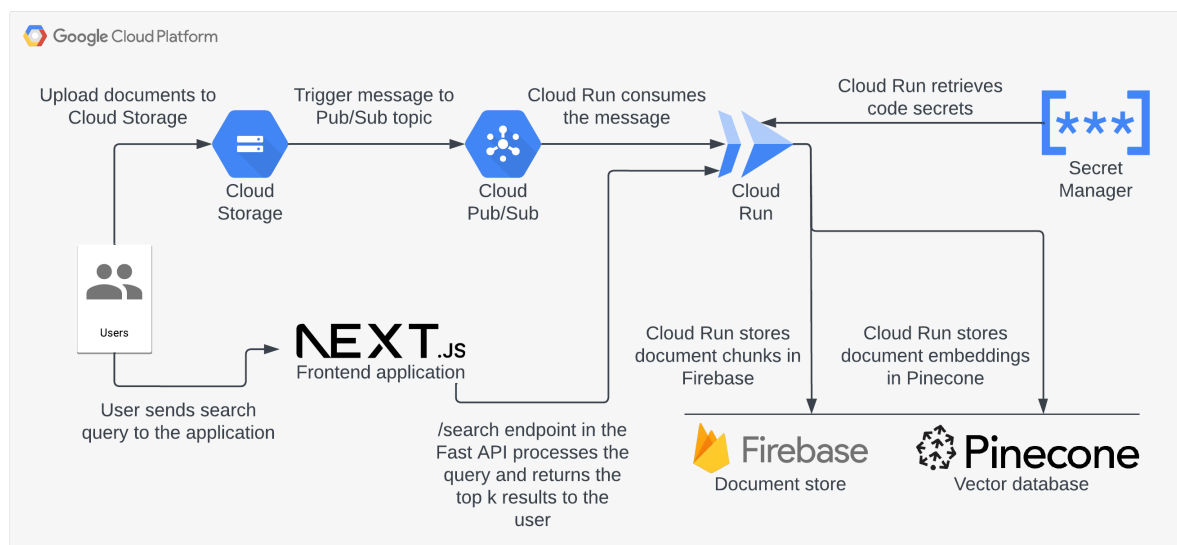 Google Cloud Platform
Upload documents to
Cloud Storage
Trigger message to
Pub/Sub topic
Cloud Run consumes
the message
Cloud Run retrieves
code secrets
[***]
Cloud
Storage
Cloud
Pub/Sub
Cloud
Run
Secret
Manager
Users
NEXT.JS
Frontend application
User sends search
query to the application
/search endpoint in the
Fast API processes the
query and returns the
top k results to the
user
Cloud Run stores
document chunks in
Firebase
Cloud Run stores
document embeddings
in Pinecone
Firebase
Document store
Pinecone
Vector database